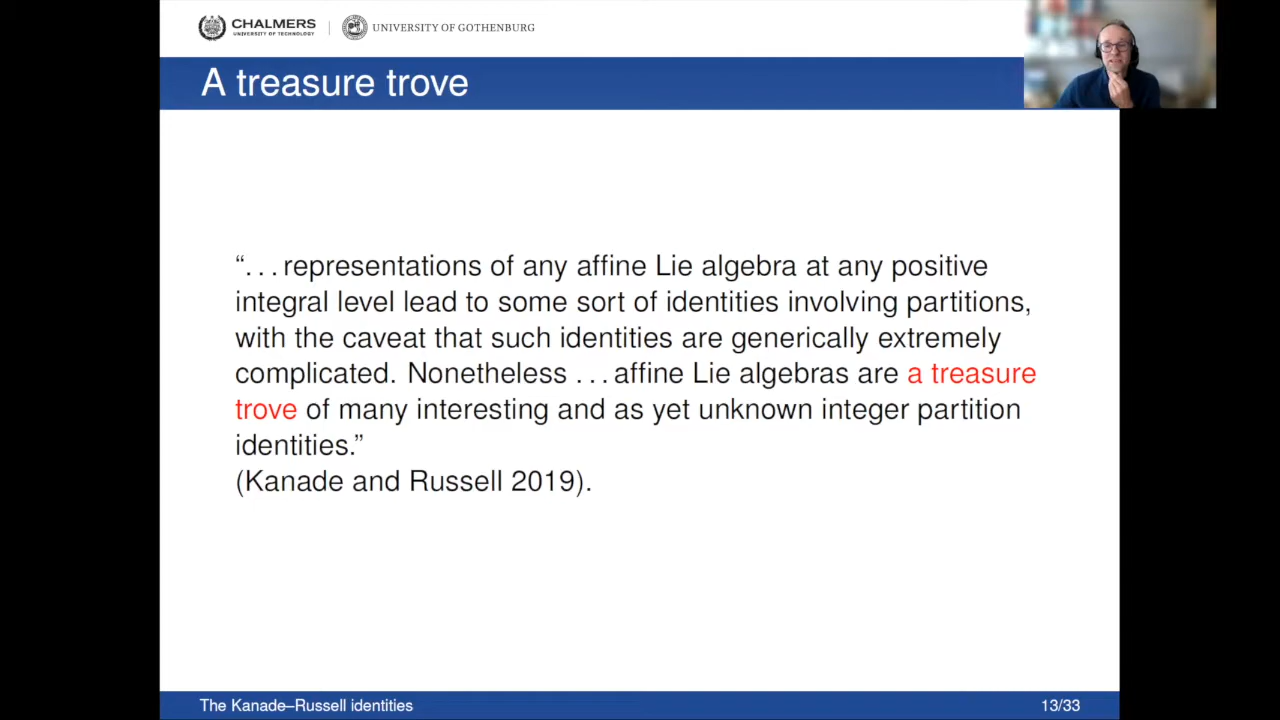 CHALMERS
UNIVERSITY OF TECHNOLOGY
UNIVERSITY OF GOTHENBURG
A treasure trove
“. . . representations of any affine Lie algebra at any positive
integral level lead to some sort of identities involving partitions,
with the caveat that such identities are generically extremely
complicated. Nonetheless . . . affine Lie algebras are a treasure
trove of many interesting and as yet unknown integer partition
identities.”
(Kanade and Russell 2019).
The Kanade–Russell identities
13/33